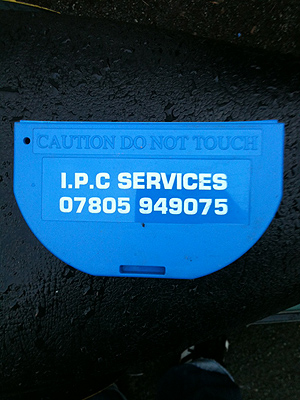 CAUTION DO NOT TOUCH
I.P.C SERVICES
07805 949075